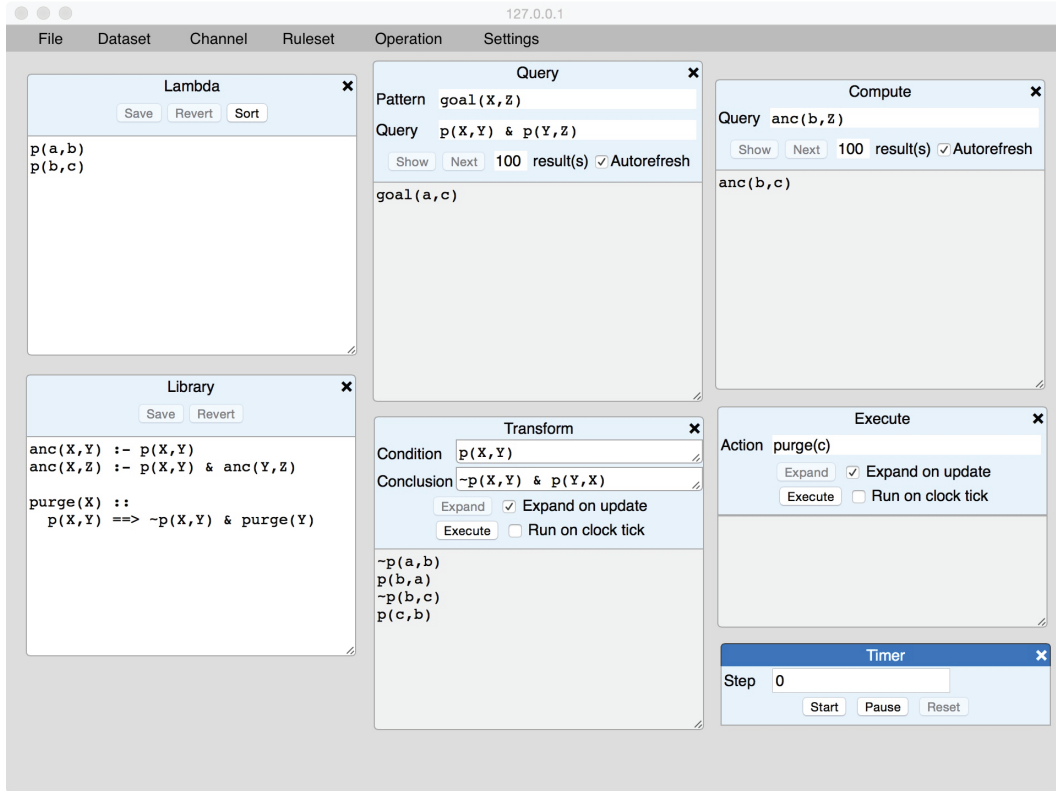 127.0.0.1
File Dataset Channel Ruleset Operation Settings
Lambda
Save Revert Sort
p(a,b)
p(b,c)
Library
Save Revert
anc(X,Y) :- p(X,Y)
anc(X,Z) :- p(X,Y) & anc(Y,Z)
purge(X) ::
p(X,Y) ==> ~p(X,Y) & purge(Y)
Query
Pattern goal(X,Z)
Query p(X,Y) & p(Y,Z)
Show Next 100 result(s) Autorefresh
goal(a,c)
Transform
Condition p(X,Y)
Conclusion ~p(X,Y) & p(Y,X)
Expand Expand on update
Execute Run on clock tick
~p(a,b)
p(b,a)
~p(b,c)
p(c,b)
Compute
Query anc(b,Z)
Show Next 100 result(s) Autorefresh
anc(b,c)
Execute
Action purge(c)
Expand Expand on update
Execute Run on clock tick
Timer
Step 0
Start Pause Reset